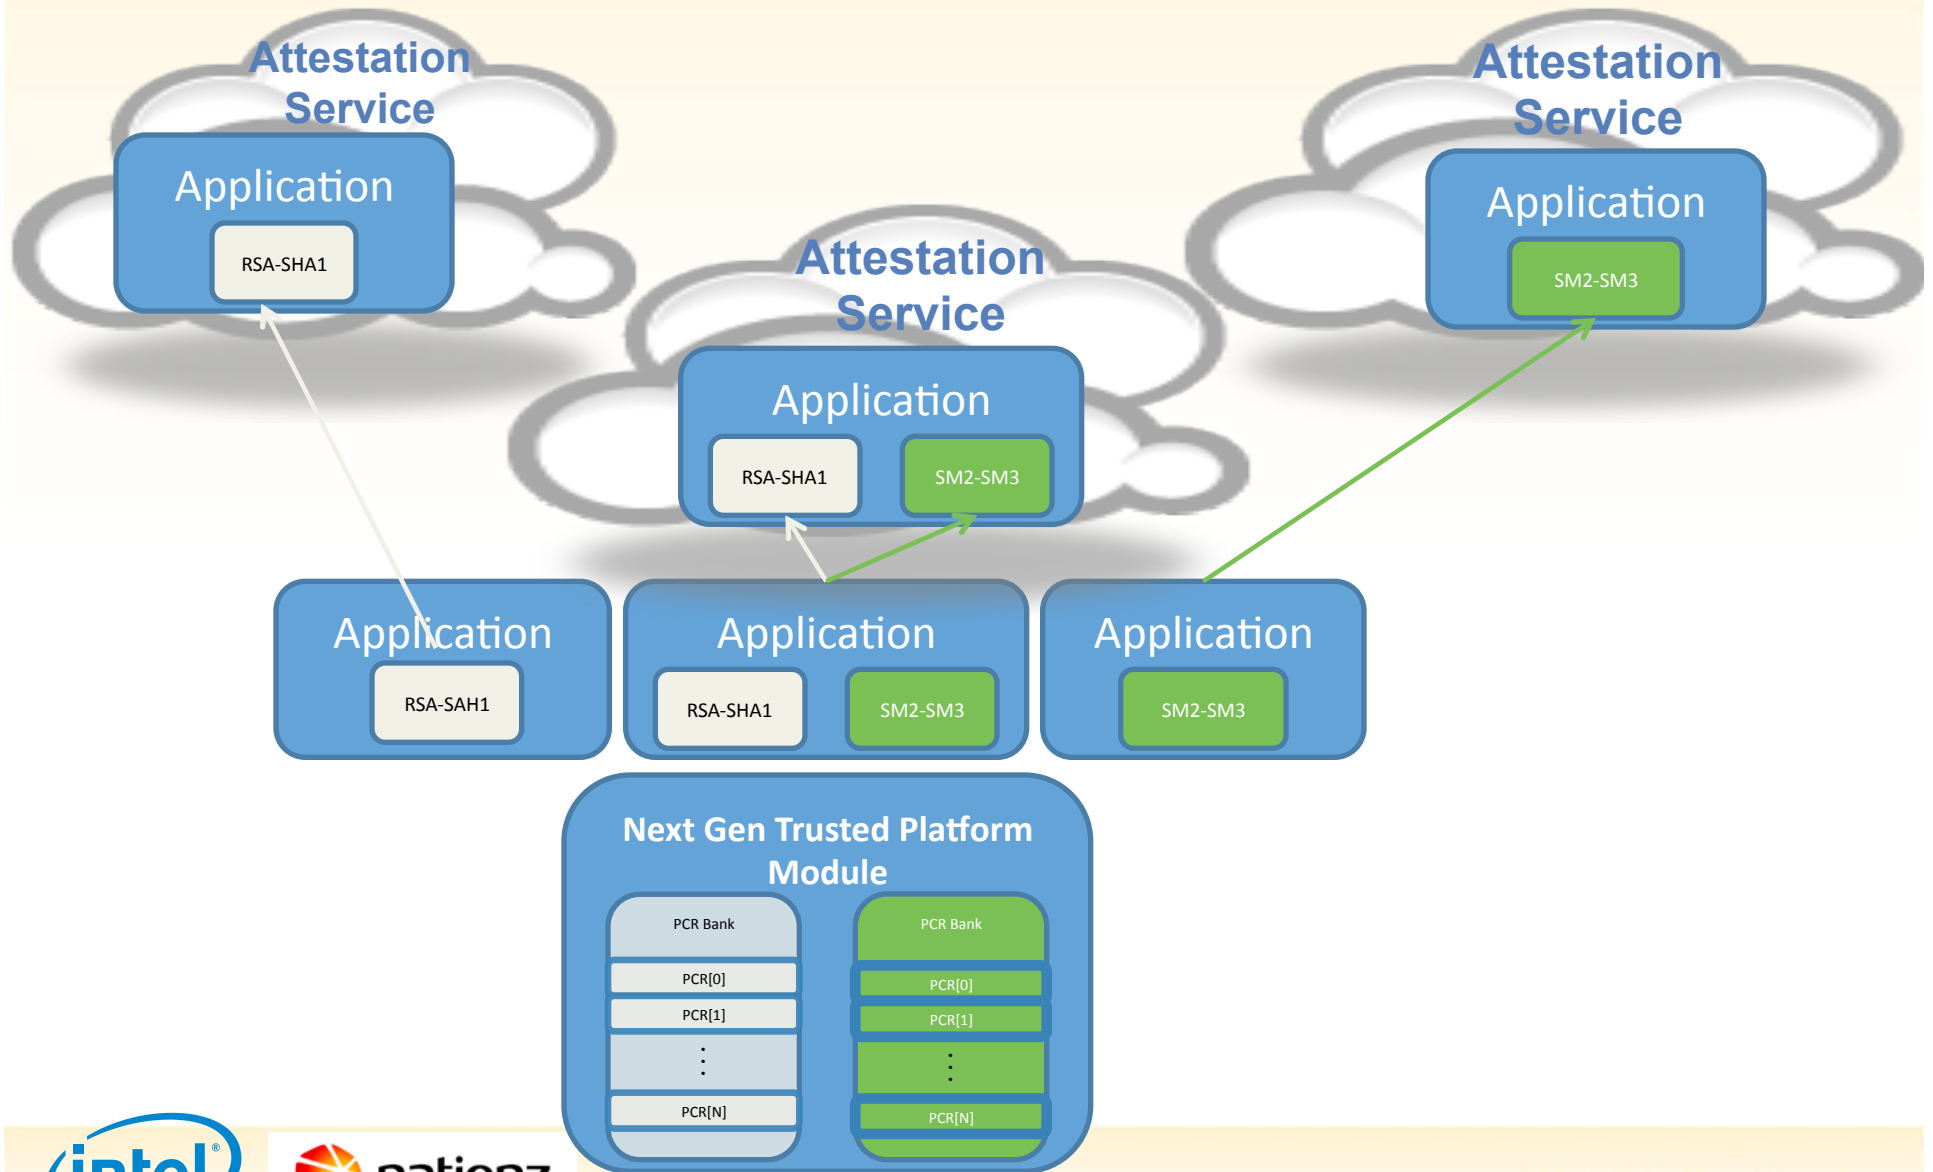 Attestation
Service
Application
RSA-SHA1
Attestation
Service
Application
SM2-SM3
Attestation
Service
Application
RSA-SHA1
SM2-SM3
Application
RSA-SAH1
Application
RSA-SHA1
SM2-SM3
Application
SM2-SM3
Next Gen Trusted Platform
Module
PCR Bank
PCR[0]
PCR[1]
⋮
PCR[N]
PCR Bank
PCR[0]
PCR[1]
⋮
PCR[N]
intel®
nationz